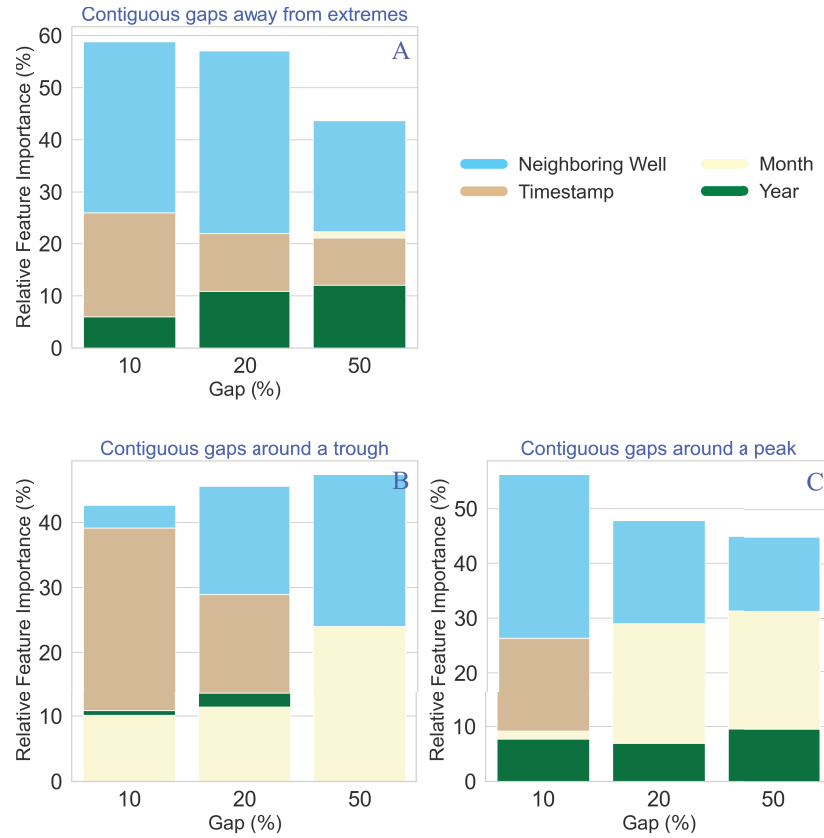 Contiguous gaps away from extremes
A
Relative Feature Importance (%)
60
50
40
30
20
10
0
10 20 50
Gap (%)
Neighboring Well
Month
Timestamp
Year
Contiguous gaps around a trough
B
Relative Feature Importance (%)
40
30
20
10
0
10 20 50
Gap (%)
Contiguous gaps around a peak
C
Relative Feature Importance (%)
50
40
30
20
10
0
10 20 50
Gap (%)